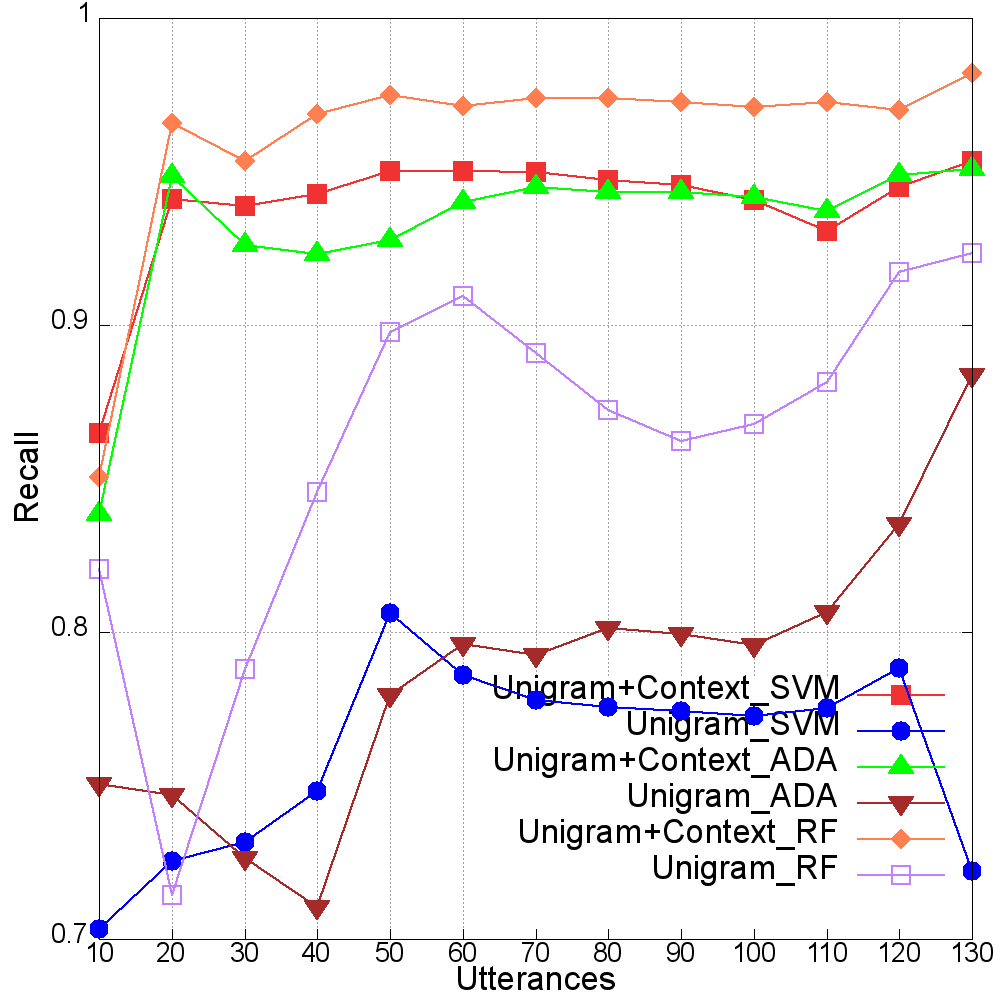 1
0.9
0.8
0.7
Recall
Unigram+Context_SVM
Unigram_SVM
Unigram+Context_ADA
Unigram_ADA
Unigram+Context_RF
Unigram_RF
10 20 30 40 50 60 70 80 90 100 110 120 130
Utterances